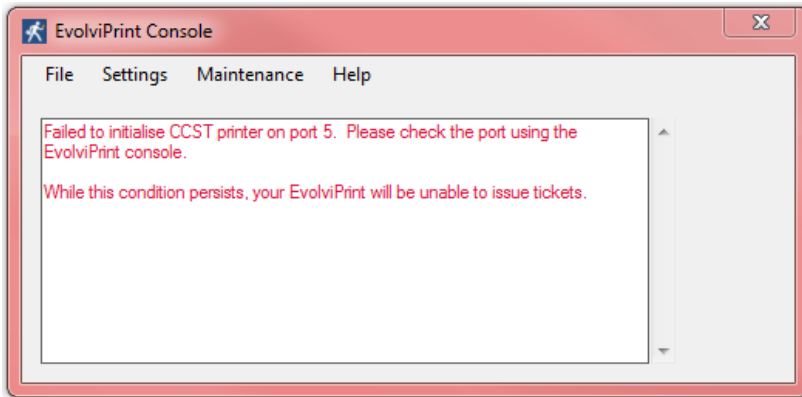 EvolviPrint Console
File Settings Maintenance Help
Failed to initialise CCST printer on port 5. Please check the port using the
EvolviPrint console.
While this condition persists, your EvolviPrint will be unable to issue tickets.